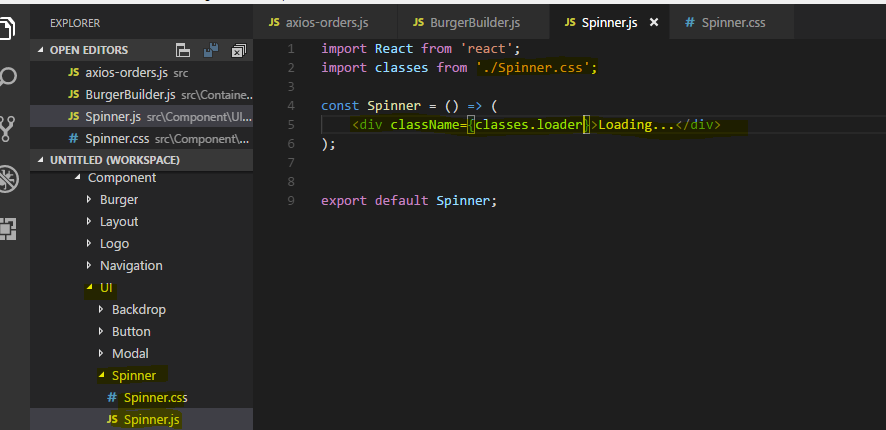 EXPLORER
OPEN EDITORS
JS axios-orders.js src
JS BurgerBuilder.js src\Containe...
JS Spinner.js src\Component\UI...
# Spinner.css src\Component\...
UNTITLED (WORKSPACE)
Component
Burger
Layout
Logo
Navigation
UI
Backdrop
Button
Modal
Spinner
# Spinner.css
JS Spinner.js
JS axios-orders.js JS BurgerBuilder.js JS Spinner.js # Spinner.css
1 import React from 'react';
2 import classes from './Spinner.css';
3
4 const Spinner = () => (
5 <div className={classes.loader}>Loading...</div>
6 );
7
8
9 export default Spinner;